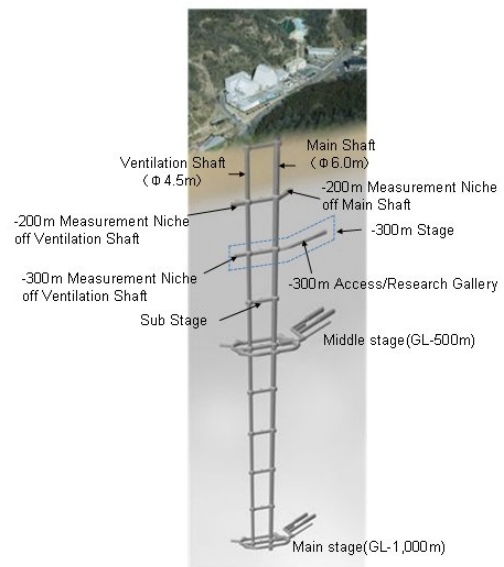 Main Shaft
(Φ6.0m)
Ventilation Shaft
(Φ4.5m)
-200m Measurement Niche
off Main Shaft
-200m Measurement Niche
off Ventilation Shaft
-300m Stage
-300m Measurement Niche
off Ventilation Shaft
-300m Access/Research Gallery
Sub Stage
Middle stage(GL-500m)
Main stage(GL-1,000m)